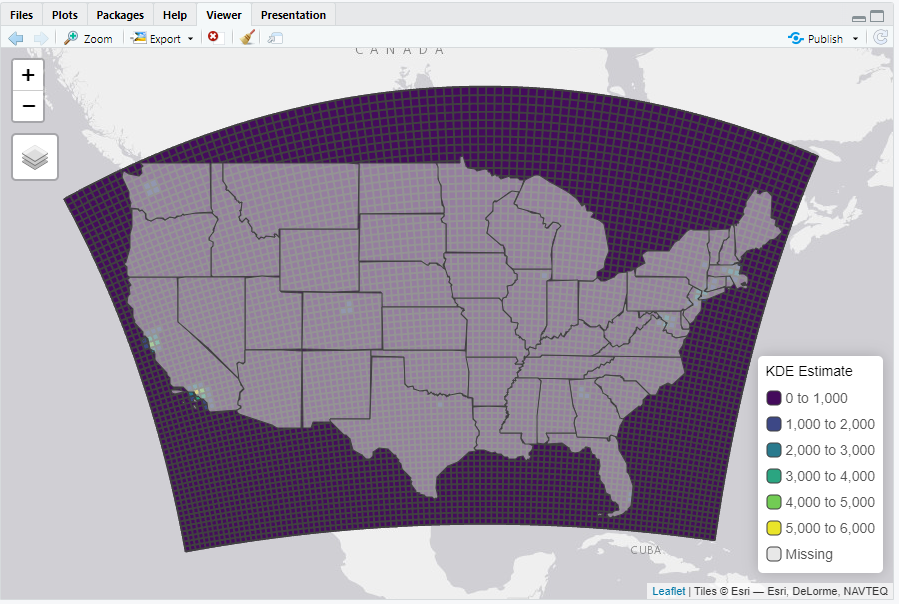 Files Plots Packages Help Viewer Presentation
Zoom Export Publish
CANADA
+
−
KDE Estimate
0 to 1,000
1,000 to 2,000
2,000 to 3,000
3,000 to 4,000
4,000 to 5,000
5,000 to 6,000
Missing
CUBA
Leaflet | Tiles © Esri — Esri, DeLorme, NAVTEQ